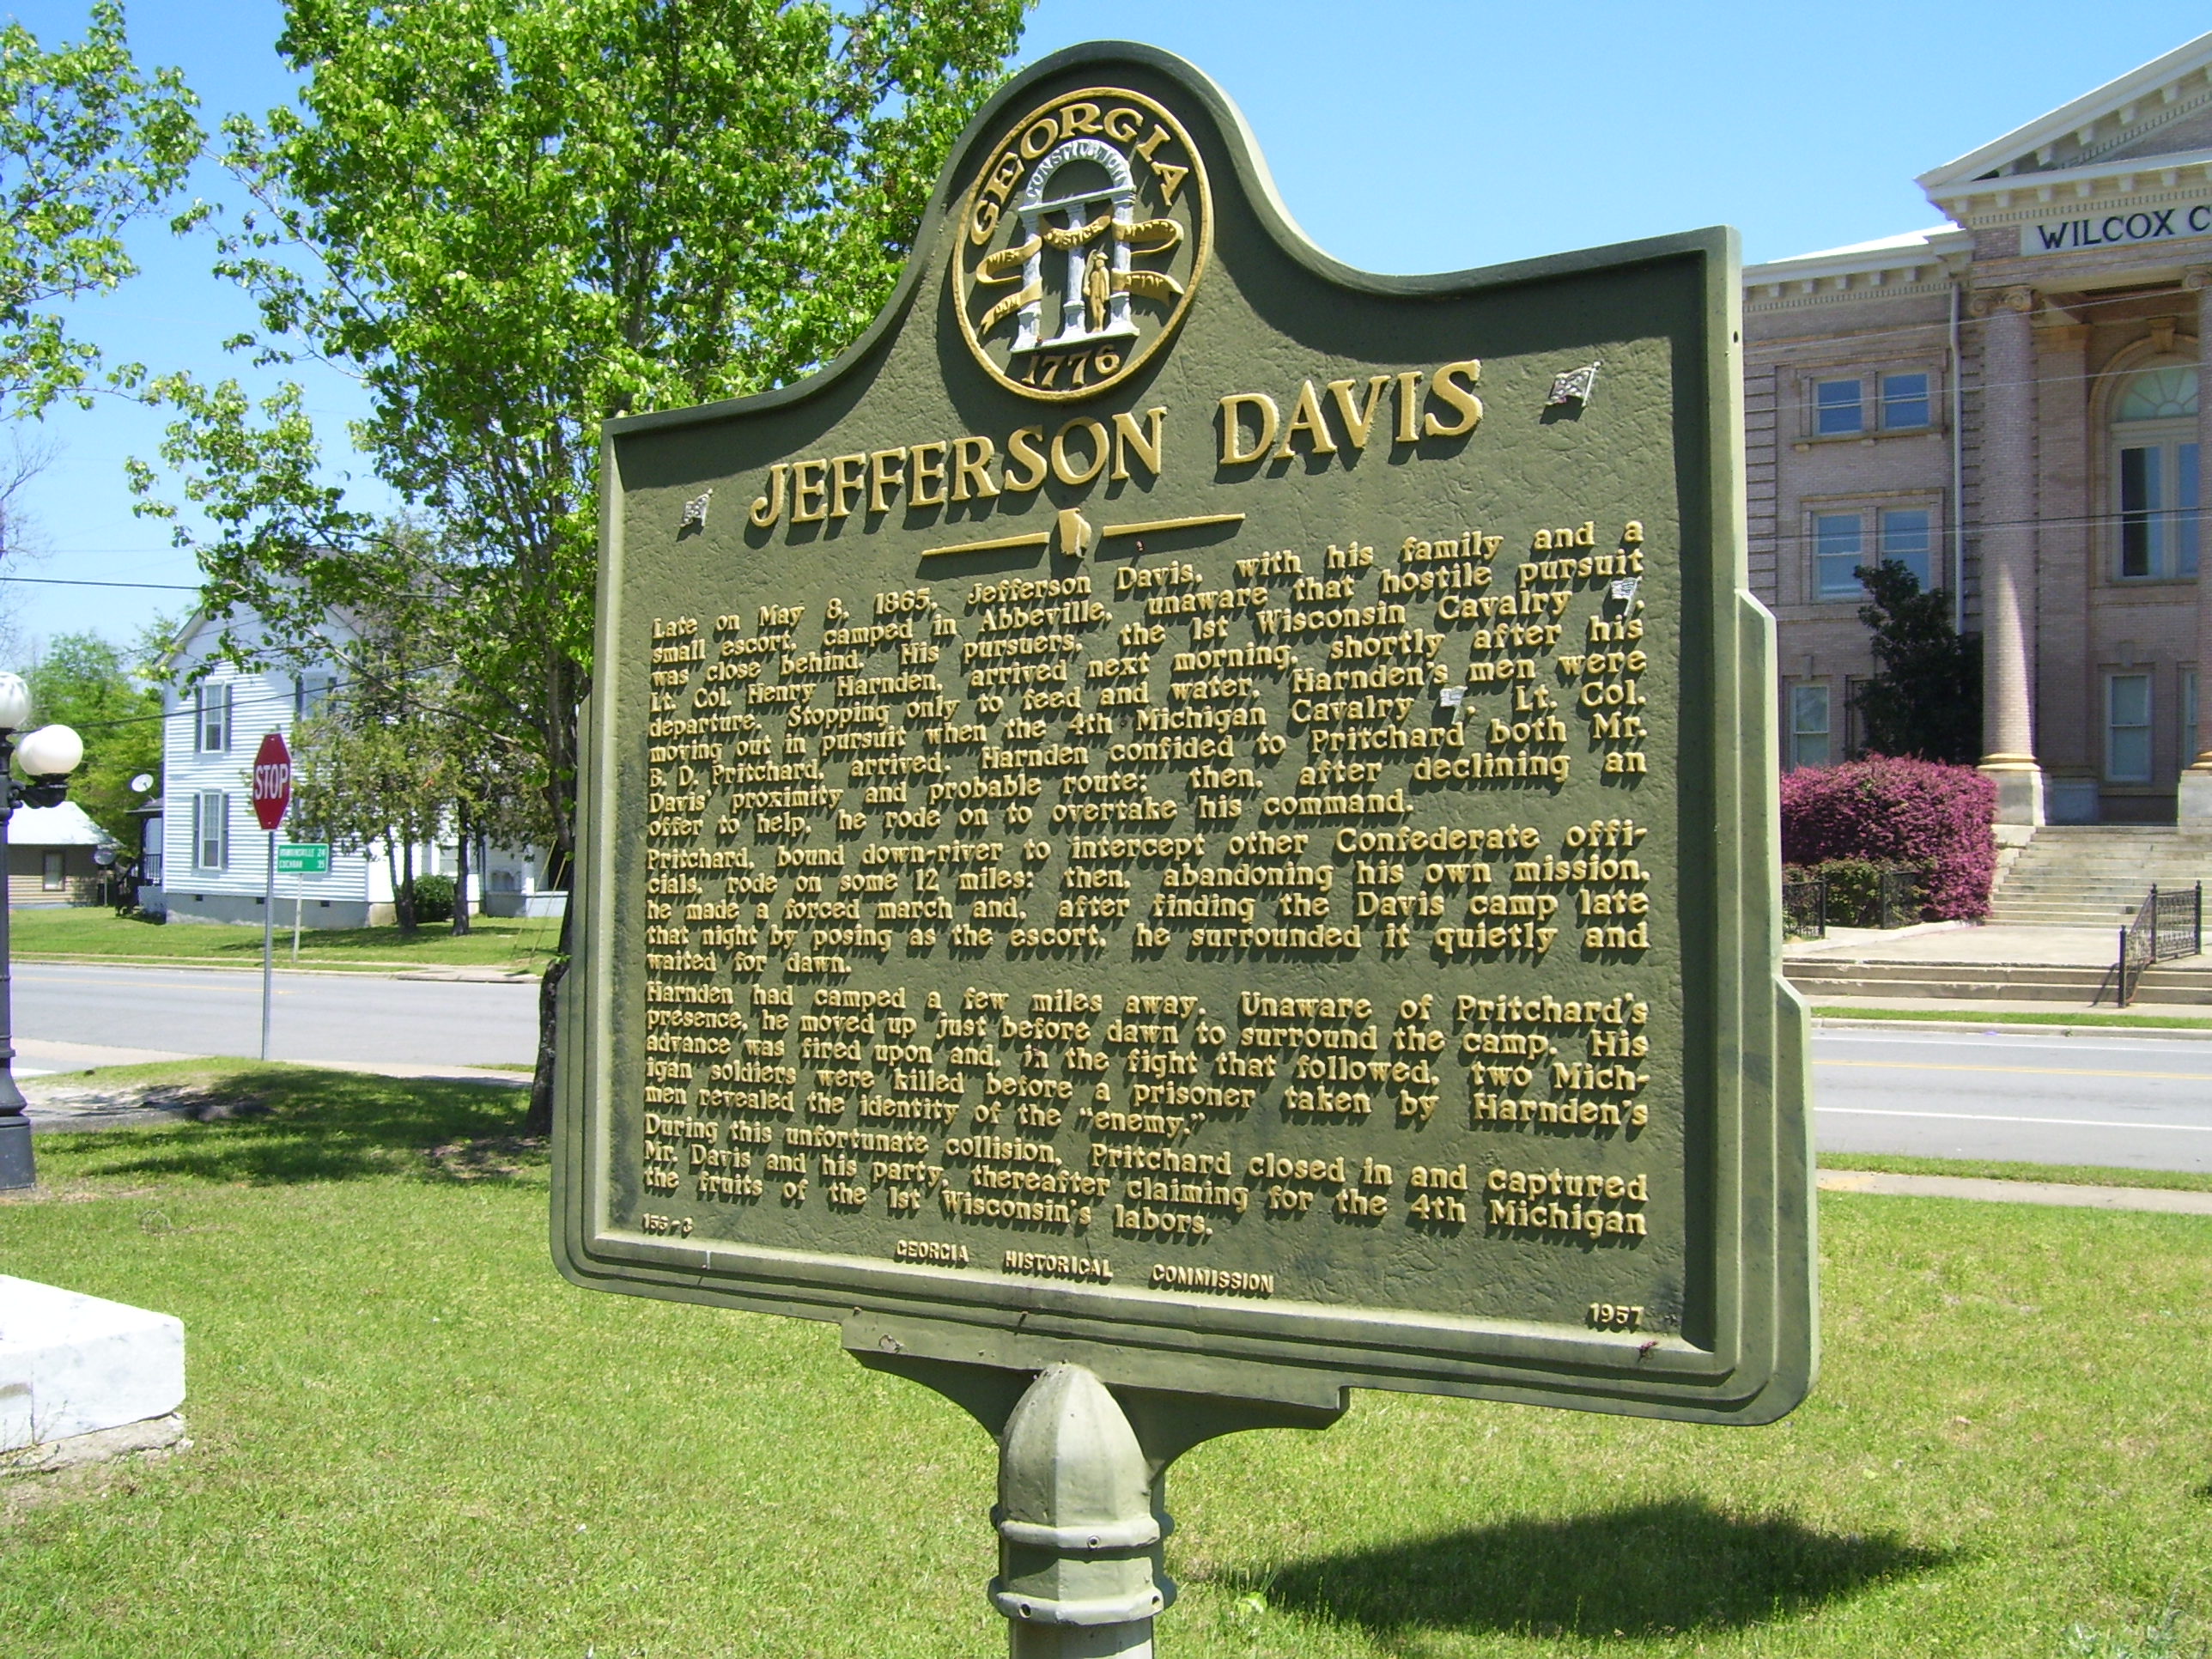 GEORGIA
CONSTITUTION
JUSTICE
1776
JEFFERSON DAVIS
Late on May 8, 1865, Jefferson Davis, with his family and a
small escort, camped in Abbeville, unaware that hostile pursuit
was close behind. His pursuers, the 1st Wisconsin Cavalry ,
Lt. Col. Henry Harnden, arrived next morning, shortly after his
departure. Stopping only to feed and water, Harnden's men were
moving out in pursuit when the 4th Michigan Cavalry , Lt. Col.
B. D. Pritchard, arrived. Harnden confided to Pritchard both Mr.
Davis' proximity and probable route; then, after declining an
offer to help, he rode on to overtake his command.
Pritchard, bound down-river to intercept other Confederate offi-
cials, rode on some 12 miles; then, abandoning his own mission,
he made a forced march and, after finding the Davis camp late
that night by posing as the escort, he surrounded it quietly and
waited for dawn.
Harnden had camped a few miles away. Unaware of Pritchard's
presence, he moved up just before dawn to surround the camp. His
advance was fired upon and, in the fight that followed, two Mich-
igan soldiers were killed before a prisoner taken by Harnden's
men revealed the identity of the "enemy."
During this unfortunate collision, Pritchard closed in and captured
Mr. Davis and his party, thereafter claiming for the 4th Michigan
the fruits of the 1st Wisconsin's labors.
GEORGIA HISTORICAL COMMISSION
1957
WILCOX C
STOP
HAWKINSVILLE 24
COCHRAN 35